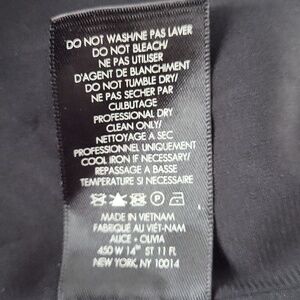 DO NOT WASH/NE PAS LAVER
DO NOT BLEACH/
NE PAS UTILISER
D'AGENT DE BLANCHIMENT
DO NOT TUMBLE DRY/
NE PAS SECHER PAR
CULBUTAGE
PROFESSIONAL DRY
CLEAN ONLY/
NETTOYAGE A SEC
PROFESSIONNEL UNIQUEMENT
COOL IRON IF NECESSARY/
REPASSAGE A BASSE
TEMPERATURE SI NECESSAIRE
P
MADE IN VIETNAM
FABRIQUÉ AU VIÊT-NAM
ALICE + OLIVIA
450 W 14TH ST 11 FL
NEW YORK, NY 10014